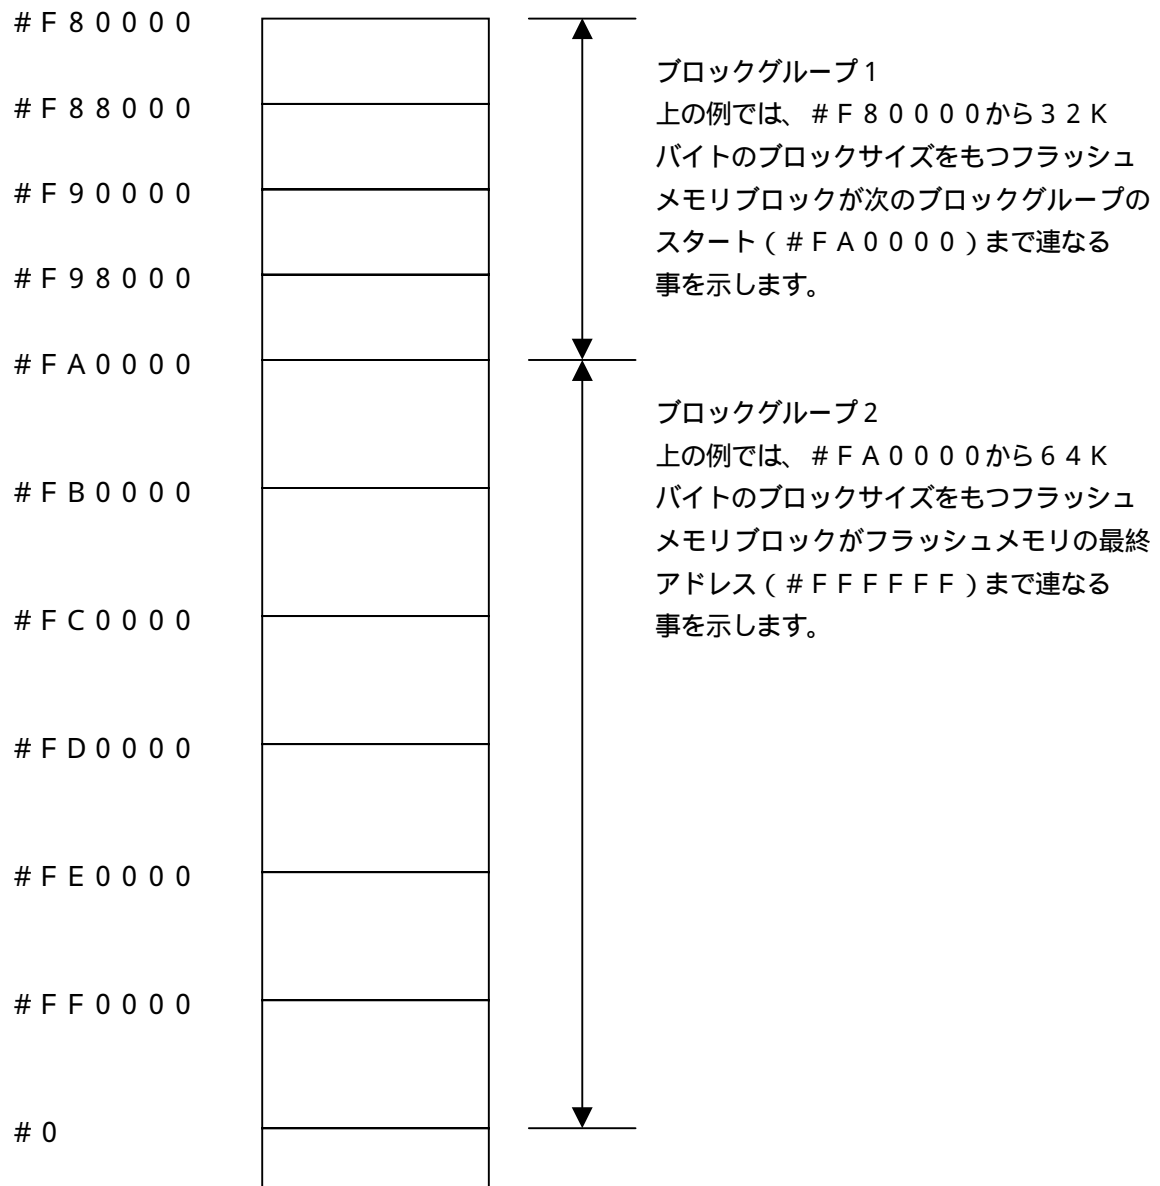 #F80000
#F88000
#F90000
#F98000
#FA0000
#FB0000
#FC0000
#FD0000
#FE0000
#FF0000
#0
ブロックグループ1
上の例では、#F80000から32K
バイトのブロックサイズをもつフラッシュ
メモリブロックが次のブロックグループの
スタート(#FA0000)まで連なる
事を示します。
ブロックグループ2
上の例では、#FA0000から64K
バイトのブロックサイズをもつフラッシュ
メモリブロックがフラッシュメモリの最終
アドレス(#FFFFFF)まで連なる
事を示します。